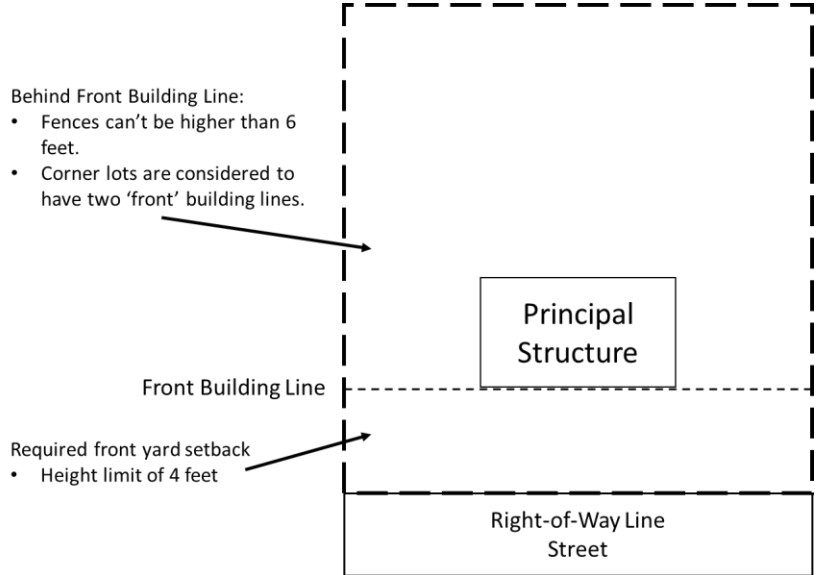 Behind Front Building Line:
• Fences can’t be higher than 6
feet.
• Corner lots are considered to
have two ‘front’ building lines.
Principal
Structure
Front Building Line
Required front yard setback
• Height limit of 4 feet
Right-of-Way Line
Street